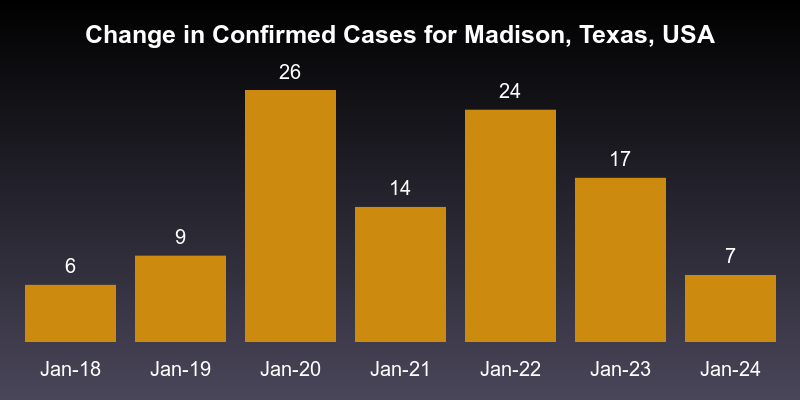 Change in Confirmed Cases for Madison, Texas, USA
6 9 26 14 24 17 7
Jan-18 Jan-19 Jan-20 Jan-21 Jan-22 Jan-23 Jan-24